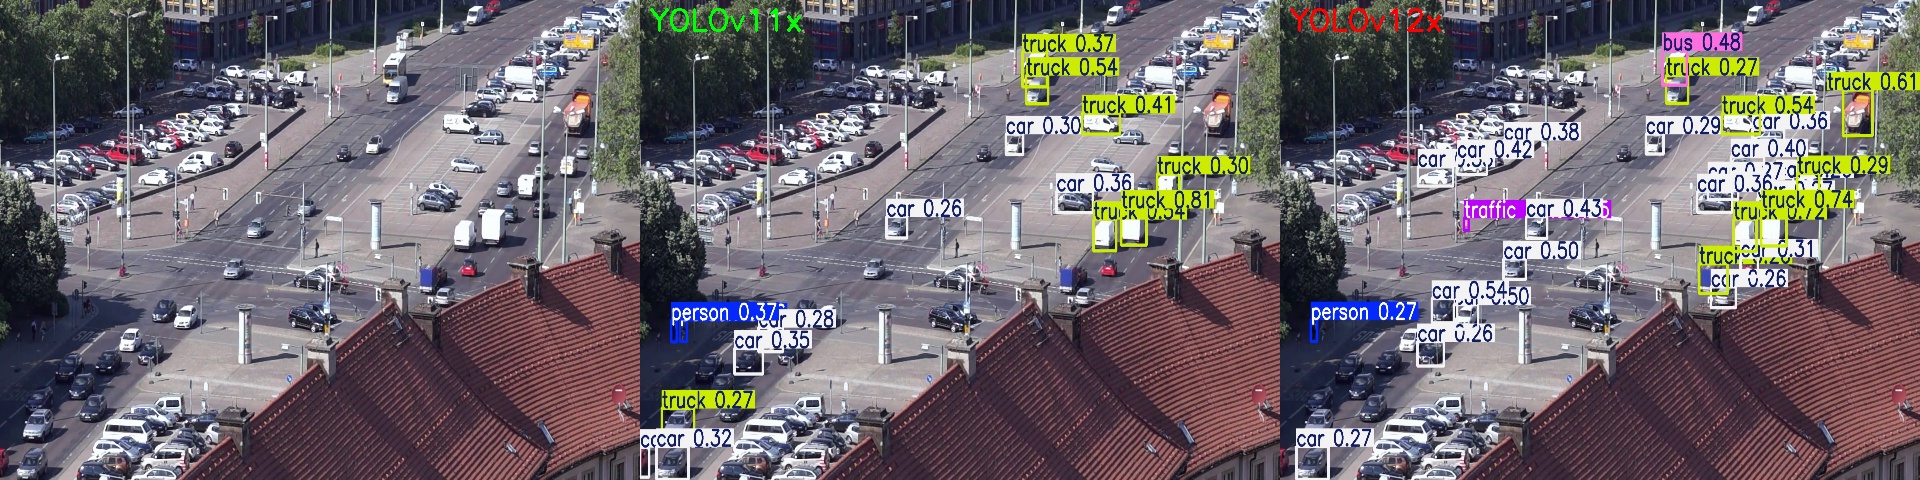 YOLOv11x
truck 0.37
truck 0.54
truck 0.41
car 0.30
truck 0.30
car 0.36
truck 0.81
car 0.26
person 0.37
car 0.28
car 0.35
truck 0.27
car 0.32
YOLOv12x
bus 0.48
truck 0.27
truck 0.61
truck 0.54
car 0.29
0.36
car 0.38
car 0.42
car
car 0.40
truck 0.29
car 0.36
truck 0.74
traffic
car 0.43
car 0.50
0.31
car 0.26
car 0.54
0.50
person 0.27
car 0.26
car 0.27